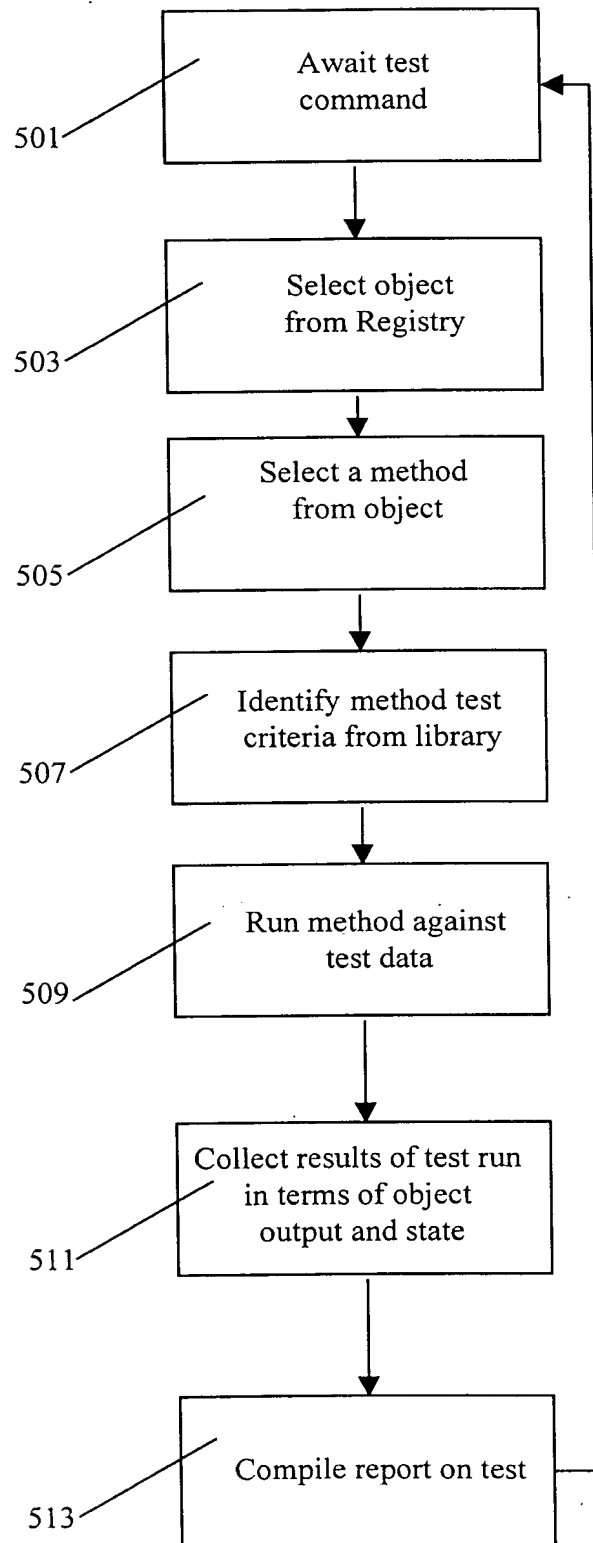 Await test
command
501
Select object
from Registry
503
Select a method
from object
505
Identify method test
criteria from library
507
Run method against
test data
509
Collect results of test run
in terms of object
output and state
511
Compile report on test
513